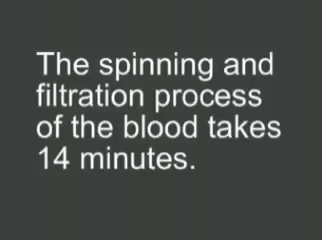 The spinning and
filtration process
of the blood takes
14 minutes.